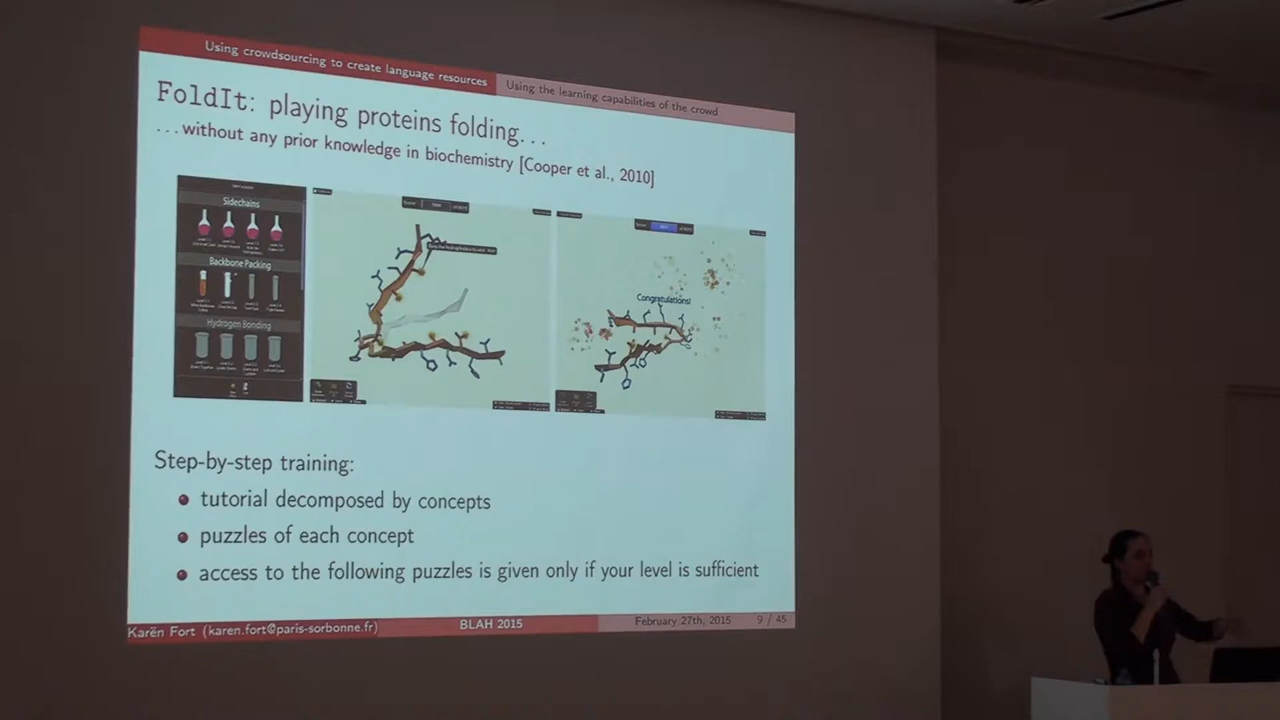 Using crowdsourcing to create language resources
Using the learning capabilities of the crowd
FoldIt: playing proteins folding...
...without any prior knowledge in biochemistry [Cooper et al., 2010]
Sidechains
Backbone Packing
Hydrogen Bonding
Congratulations!
Step-by-step training:
tutorial decomposed by concepts
puzzles of each concept
access to the following puzzles is given only if your level is sufficient
Karën Fort (karen.fort@paris-sorbonne.fr)
BLAH 2015
February 27th, 2015
9 / 45